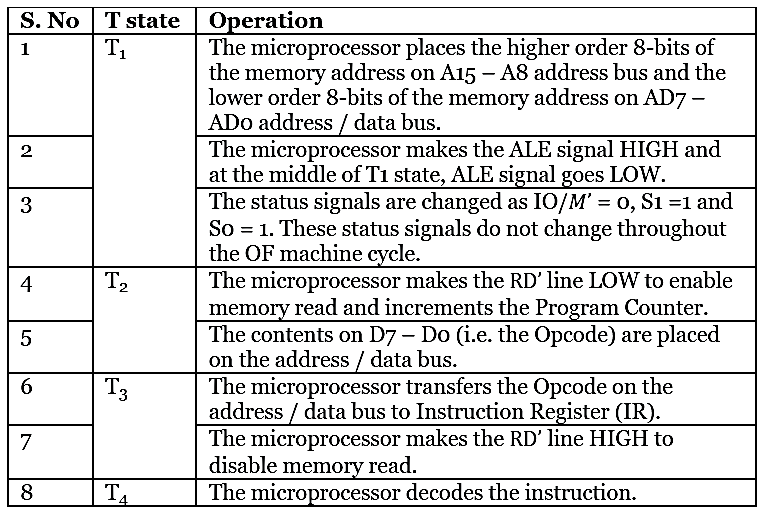 S. No T state Operation
1 T₁ The microprocessor places the higher order 8-bits of
the memory address on A15 – A8 address bus and the
lower order 8-bits of the memory address on AD7 –
AD0 address / data bus.
2 The microprocessor makes the ALE signal HIGH and
at the middle of T1 state, ALE signal goes LOW.
3 The status signals are changed as IO/M' = 0, S1 =1 and
S0 = 1. These status signals do not change throughout
the OF machine cycle.
4 T₂ The microprocessor makes the RD' line LOW to enable
memory read and increments the Program Counter.
5 The contents on D7 – D0 (i.e. the Opcode) are placed
on the address / data bus.
6 T₃ The microprocessor transfers the Opcode on the
address / data bus to Instruction Register (IR).
7 The microprocessor makes the RD' line HIGH to
disable memory read.
8 T₄ The microprocessor decodes the instruction.